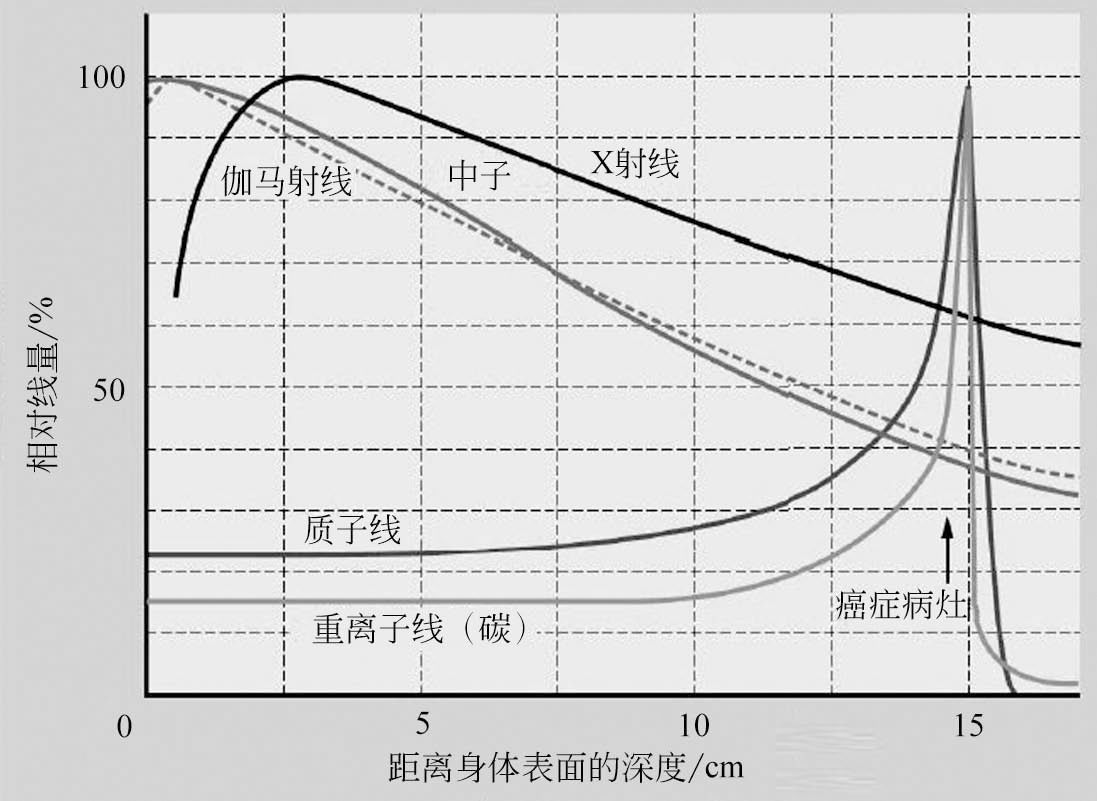 100
伽马射线
中子
X射线
50
相对线量/%
质子线
重离子线（碳）
癌症病灶
0
5
10
15
距离身体表面的深度/cm